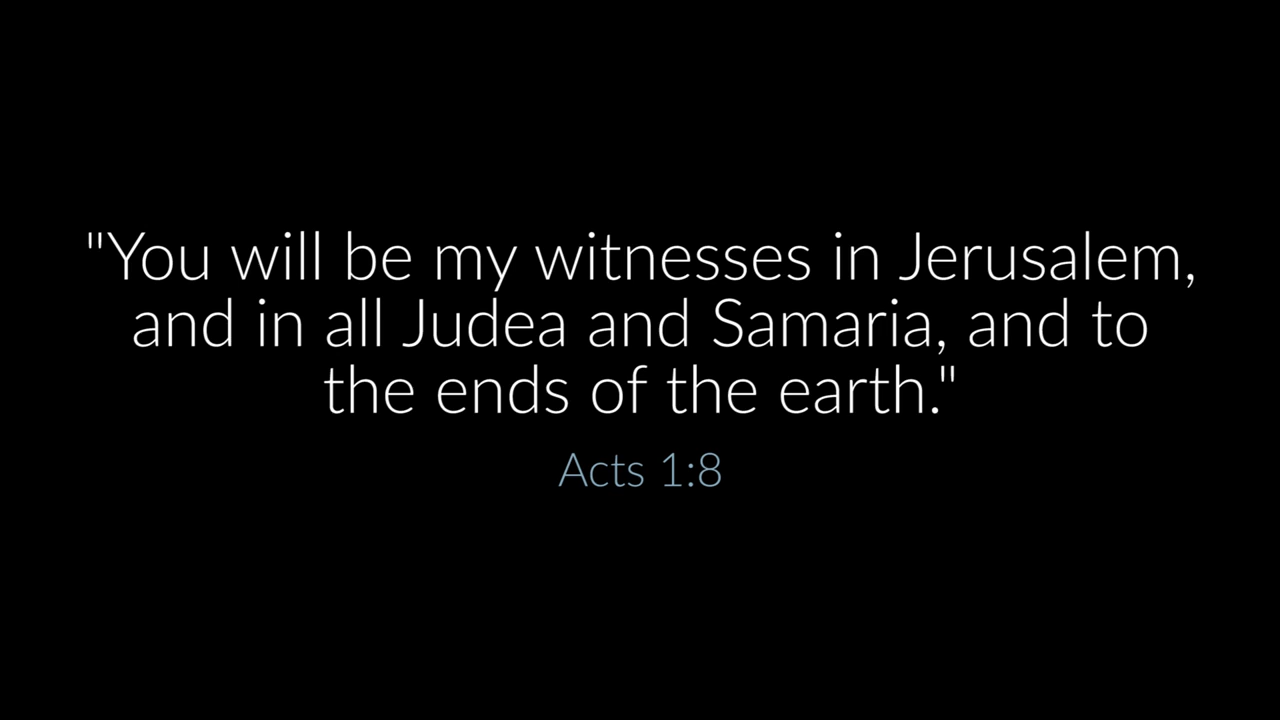 "You will be my witnesses in Jerusalem,
and in all Judea and Samaria, and to
the ends of the earth."
Acts 1:8